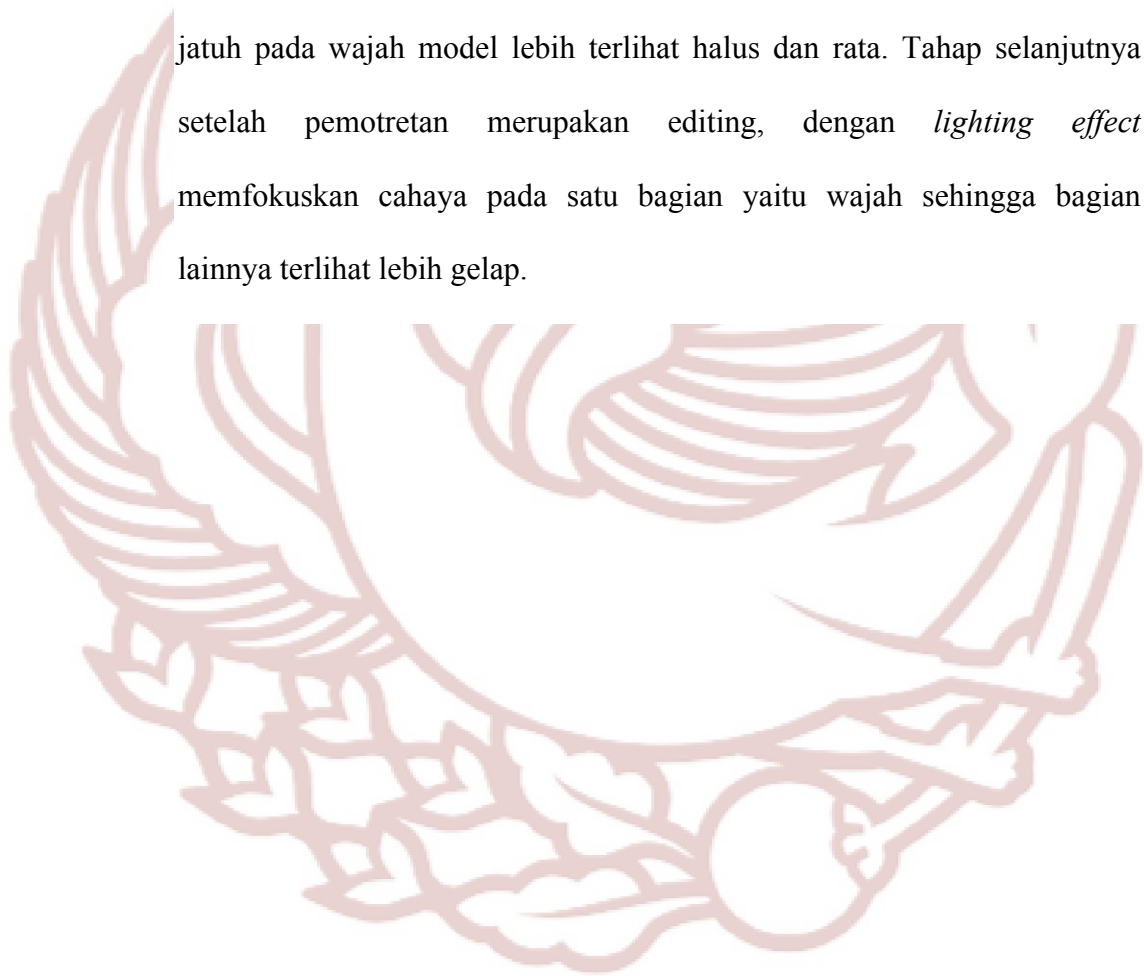 jatuh pada wajah model lebih terlihat halus dan rata. Tahap selanjutnya
setelah pemotretan merupakan editing, dengan lighting effect
memfokuskan cahaya pada satu bagian yaitu wajah sehingga bagian
lainnya terlihat lebih gelap.